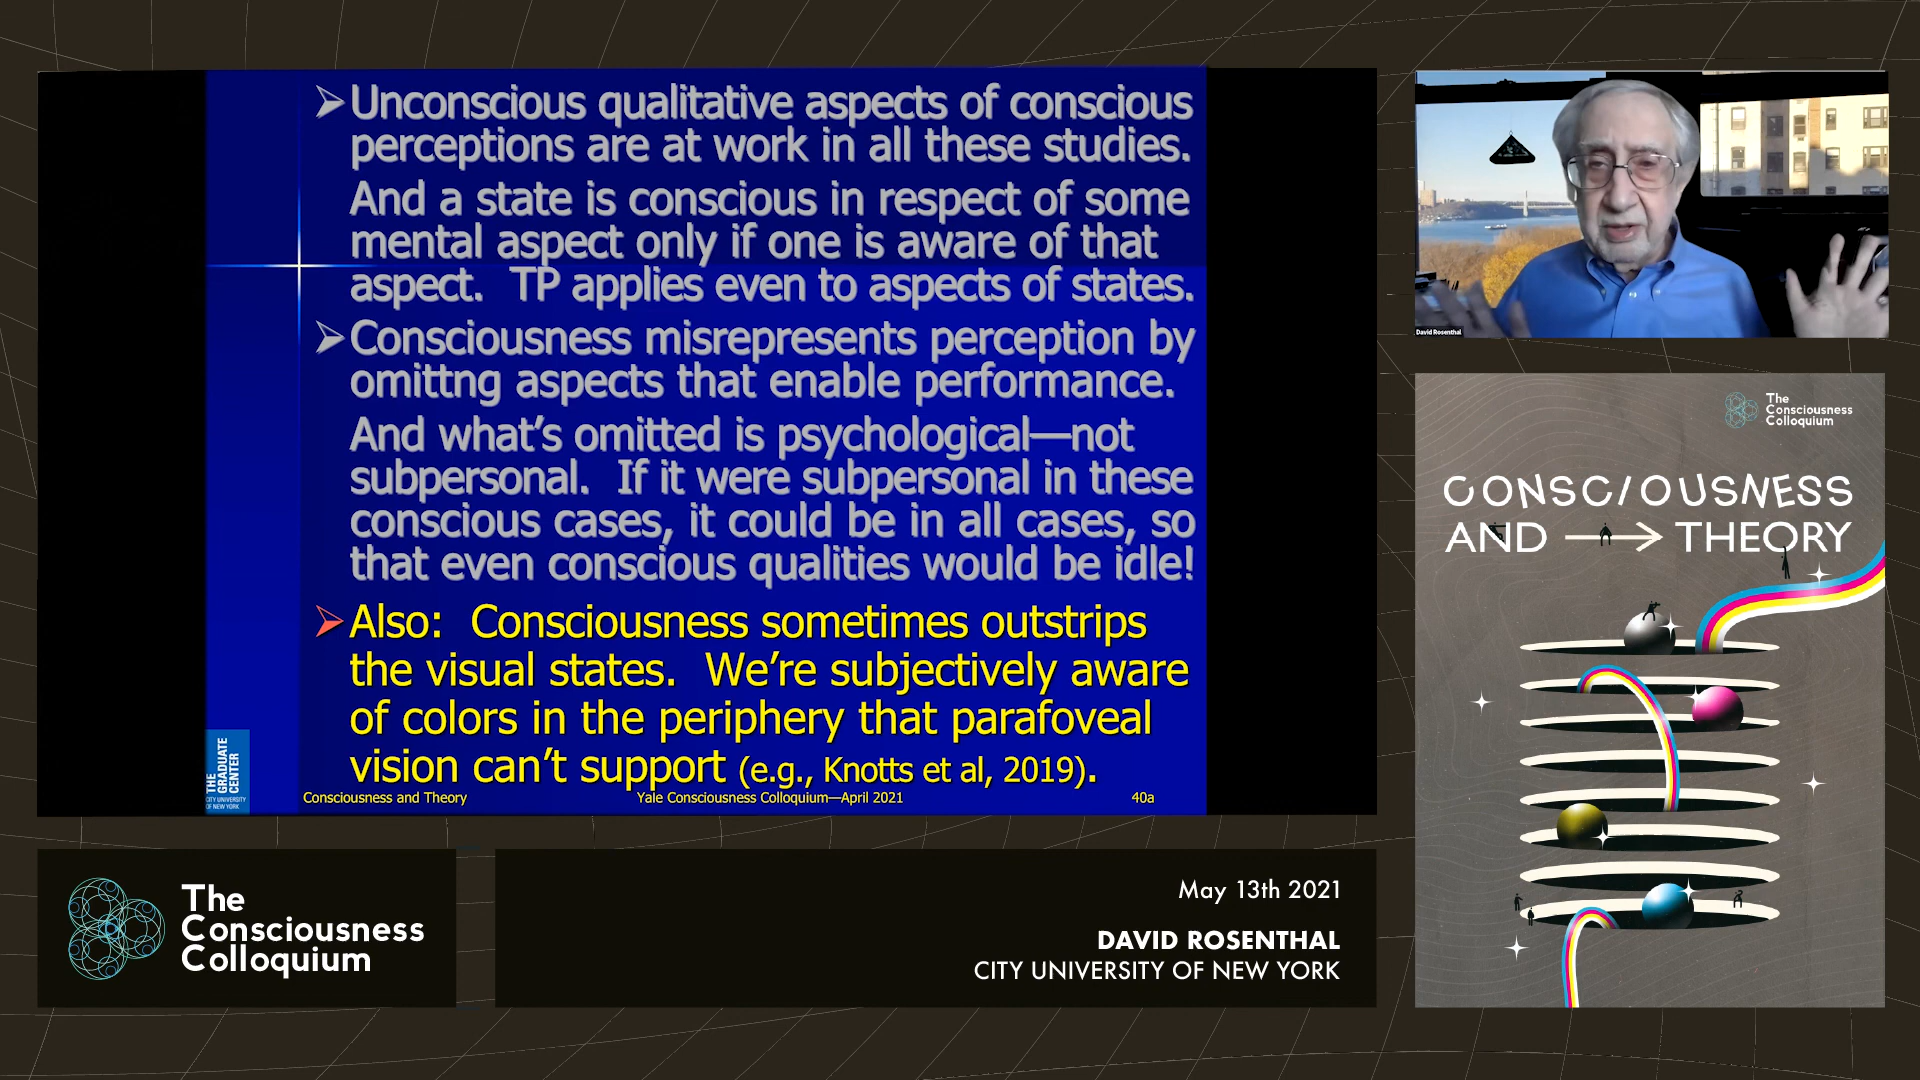 ➢Unconscious qualitative aspects of conscious
perceptions are at work in all these studies.
And a state is conscious in respect of some
mental aspect only if one is aware of that
aspect.  TP applies even to aspects of states.
➢Consciousness misrepresents perception by
omittng aspects that enable performance.
And what's omitted is psychological—not
subpersonal.  If it were subpersonal in these
conscious cases, it could be in all cases, so
that even conscious qualities would be idle!
➢Also:  Consciousness sometimes outstrips
the visual states.  We're subjectively aware
of colors in the periphery that parafoveal
vision can't support (e.g., Knotts et al, 2019).
THE
GRADUATE
CENTER
CITY UNIVERSITY
OF NEW YORK
Consciousness and Theory
Yale Consciousness Colloquium—April 2021
40a
David Rosenthal
The
Consciousness
Colloquium
CONSC/OUSNESS
AND → THEORY
The
Consciousness
Colloquium
May 13th 2021
DAVID ROSENTHAL
CITY UNIVERSITY OF NEW YORK